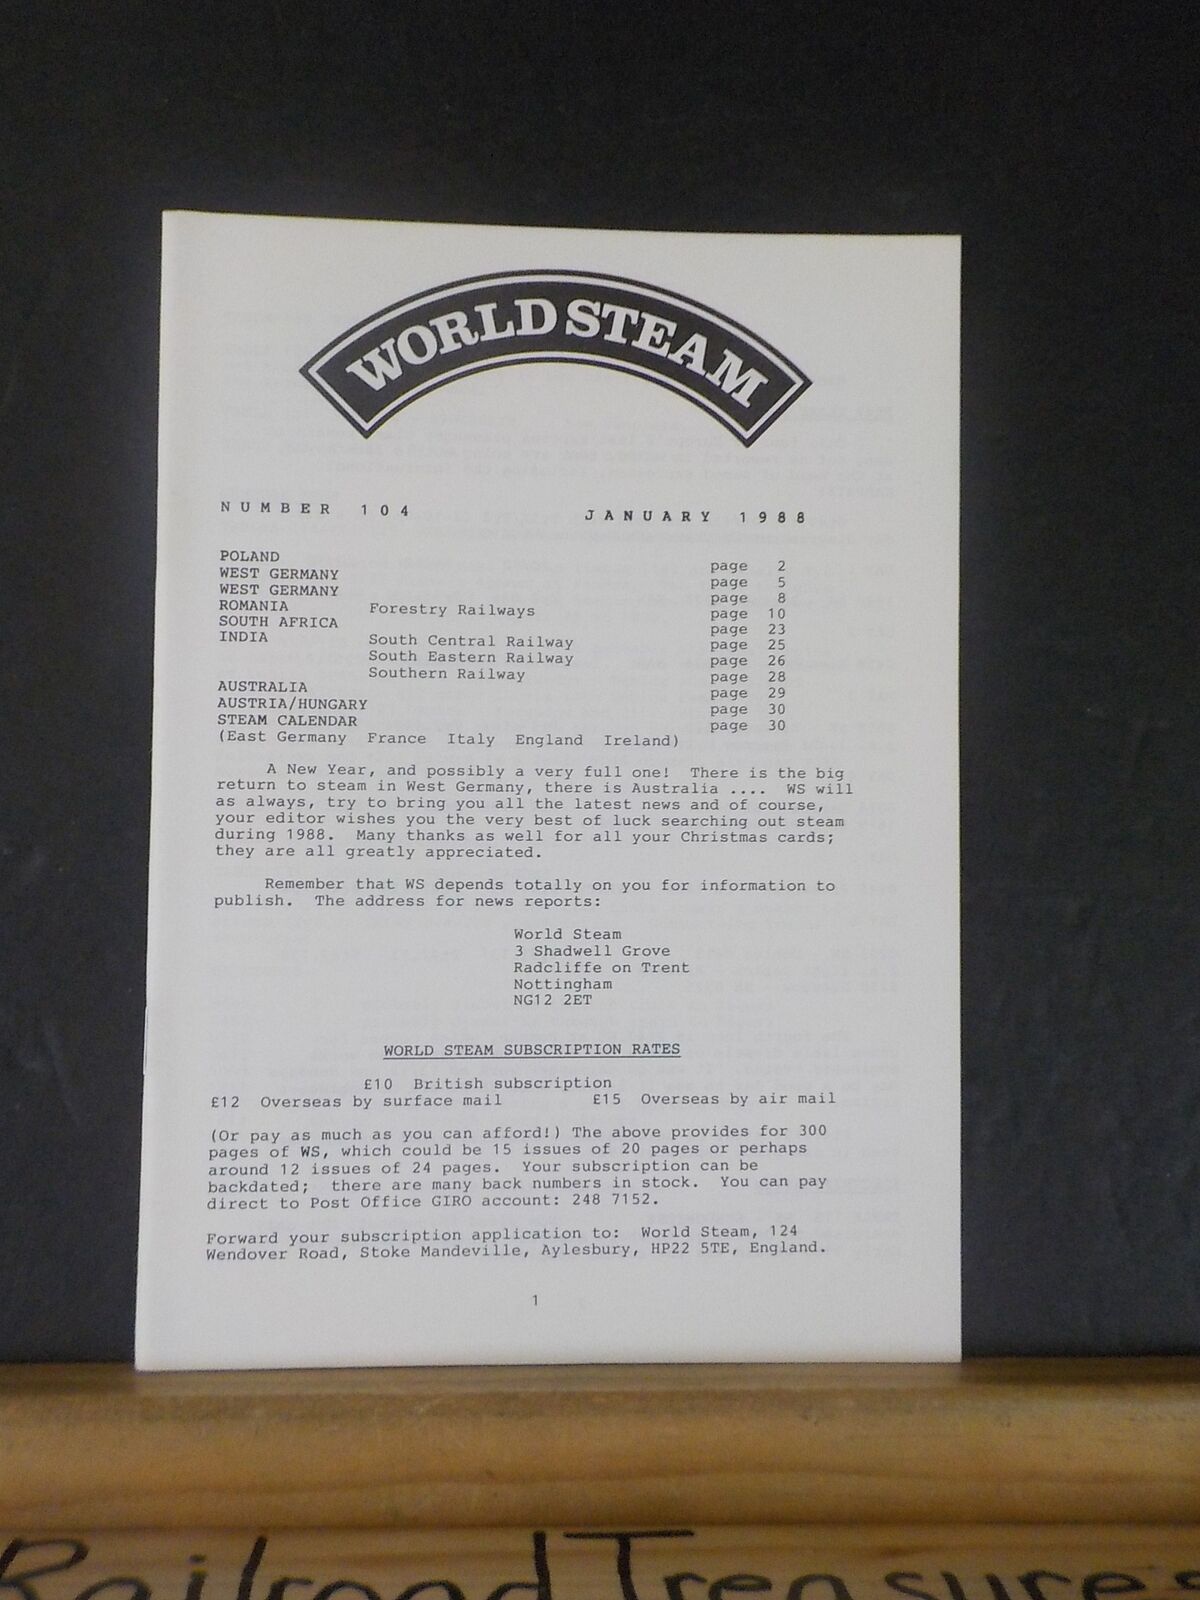 WORLD STEAM
NUMBER 104 JANUARY 1988
POLAND page 2
WEST GERMANY page 5
WEST GERMANY page 8
ROMANIA Forestry Railways page 10
SOUTH AFRICA page 23
INDIA South Central Railway page 25
South Eastern Railway page 26
Southern Railway page 28
AUSTRALIA page 29
AUSTRIA/HUNGARY page 30
STEAM CALENDAR page 30
(East Germany France Italy England Ireland)
A New Year, and possibly a very full one! There is the big
return to steam in West Germany, there is Australia .... WS will
as always, try to bring you all the latest news and of course,
your editor wishes you the very best of luck searching out steam
during 1988. Many thanks as well for all your Christmas cards;
they are all greatly appreciated.
Remember that WS depends totally on you for information to
publish. The address for news reports:
World Steam
3 Shadwell Grove
Radcliffe on Trent
Nottingham
NG12 2ET
WORLD STEAM SUBSCRIPTION RATES
£10 British subscription
£12 Overseas by surface mail £15 Overseas by air mail
(Or pay as much as you can afford!) The above provides for 300
pages of WS, which could be 15 issues of 20 pages or perhaps
around 12 issues of 24 pages. Your subscription can be
backdated; there are many back numbers in stock. You can pay
direct to Post Office GIRO account: 248 7152.
Forward your subscription application to: World Steam, 124
Wendover Road, Stoke Mandeville, Aylesbury, HP22 5TE, England.
1
Railroad Treasures